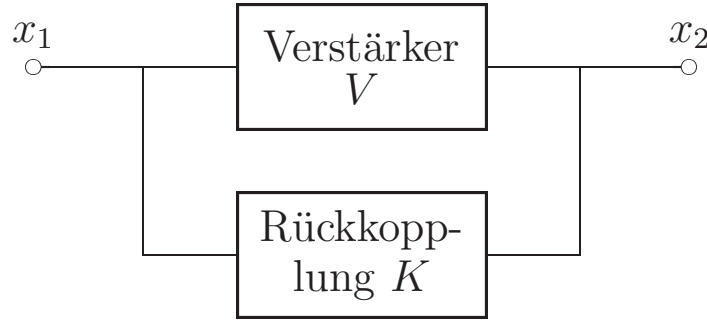 x₁
Verstärker
V
x₂
Rückkopp-
lung K